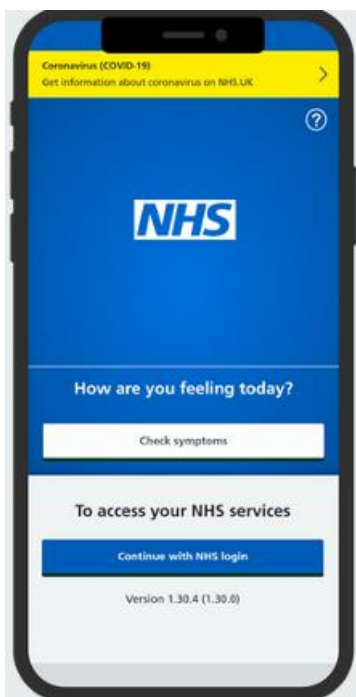 Coronavirus (COVID-19)
Get information about coronavirus on NHS.UK
?
NHS
How are you feeling today?
Check symptoms
To access your NHS services
Continue with NHS login
Version 1.30.4 (1.30.0)